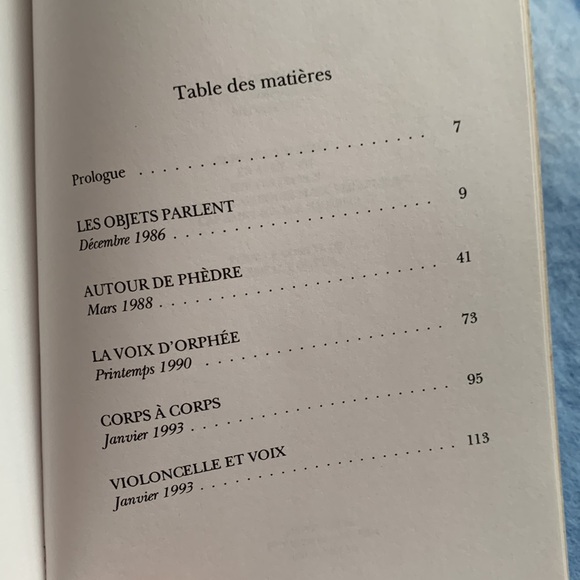 Table des matières
Prologue . . . . . . . . . . . . . . . . . . . . 7
LES OBJETS PARLENT
Décembre 1986 . . . . . . . . . . . . . . . . . . 9
AUTOUR DE PHÈDRE
Mars 1988 . . . . . . . . . . . . . . . . . . . . 41
LA VOIX D'ORPHÉE
Printemps 1990 . . . . . . . . . . . . . . . . . 73
CORPS À CORPS
Janvier 1993 . . . . . . . . . . . . . . . . . . 95
VIOLONCELLE ET VOIX
Janvier 1993 . . . . . . . . . . . . . . . . . . 113